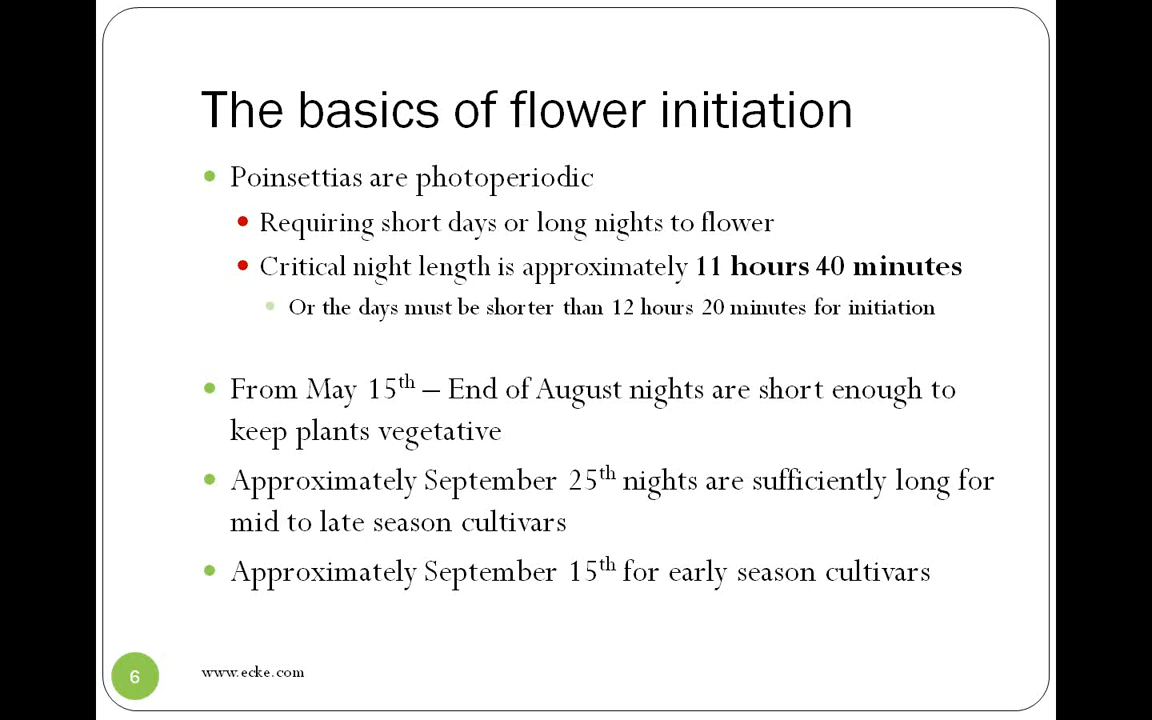 The basics of flower initiation
Poinsettias are photoperiodic
Requiring short days or long nights to flower
Critical night length is approximately 11 hours 40 minutes
Or the days must be shorter than 12 hours 20 minutes for initiation
From May 15th – End of August nights are short enough to
keep plants vegetative
Approximately September 25th nights are sufficiently long for
mid to late season cultivars
Approximately September 15th for early season cultivars
6
www.ecke.com